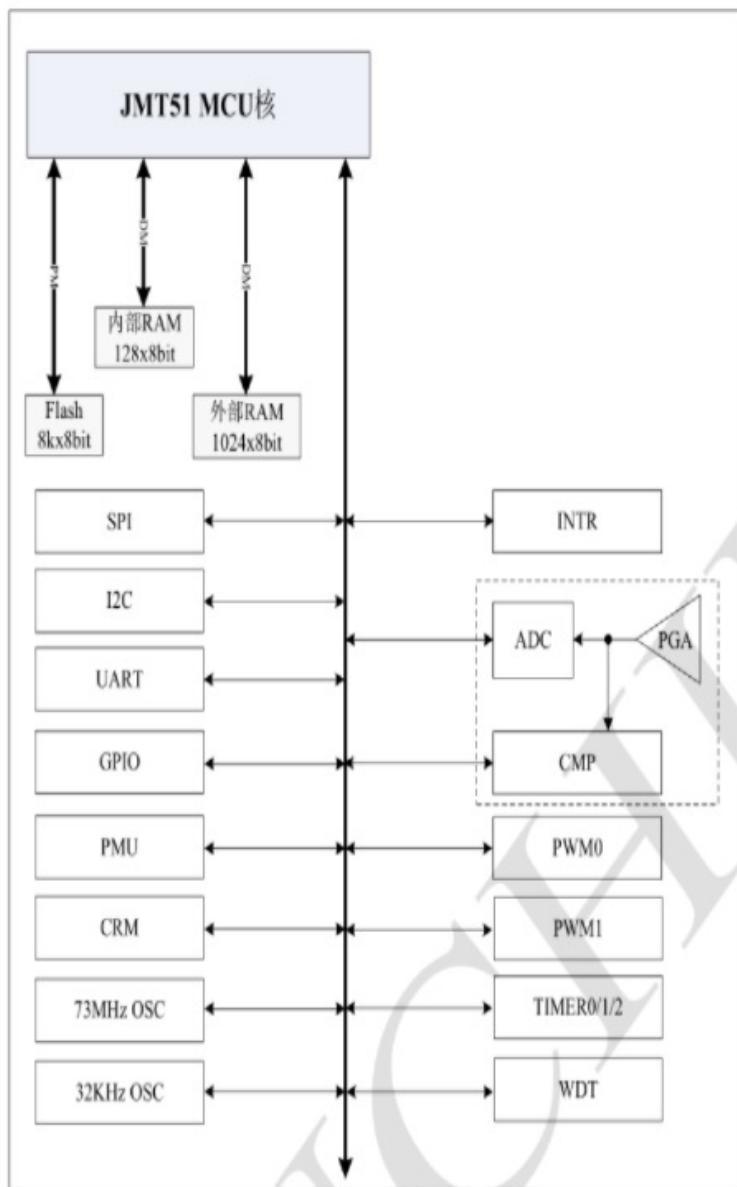 JMT51 MCU核
PM
DM
DM
内部RAM
128x8bit
Flash
8kx8bit
外部RAM
1024x8bit
SPI
INTR
I2C
ADC
PGA
UART
GPIO
CMP
PMU
PWM0
CRM
PWM1
73MHz OSC
TIMER0/1/2
32KHz OSC
WDT